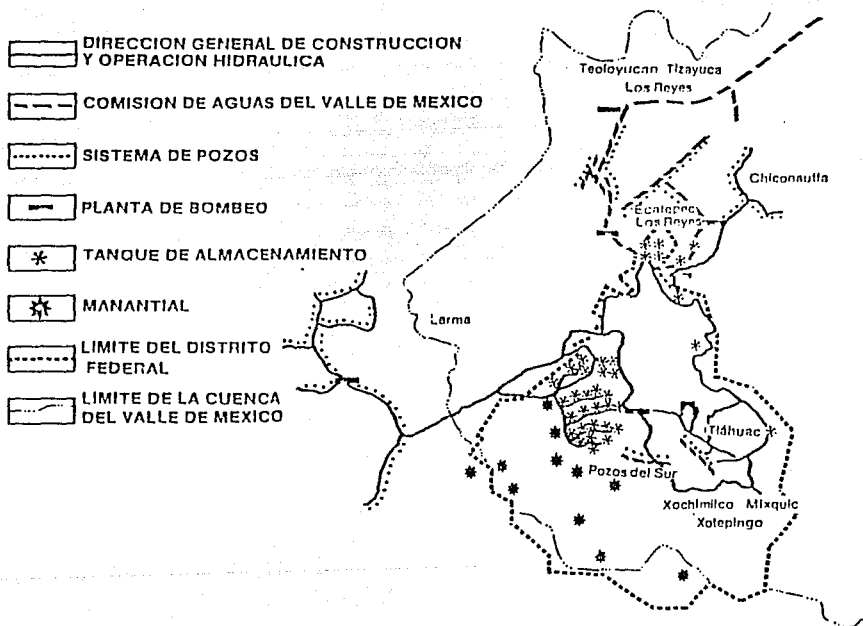 DIRECCION GENERAL DE CONSTRUCCION
Y OPERACION HIDRAULICA
COMISION DE AGUAS DEL VALLE DE MEXICO
SISTEMA DE POZOS
PLANTA DE BOMBEO
TANQUE DE ALMACENAMIENTO
MANANTIAL
LIMITE DEL DISTRITO
FEDERAL
LIMITE DE LA CUENCA
DEL VALLE DE MEXICO
Teoloyucan Tizayuca
Los Reyes
Chiconautla
Ecatepec
Los Reyes
Larma
Tláhuac
Pozos del Sur
Xochimilco Mixquic
Xotepingo